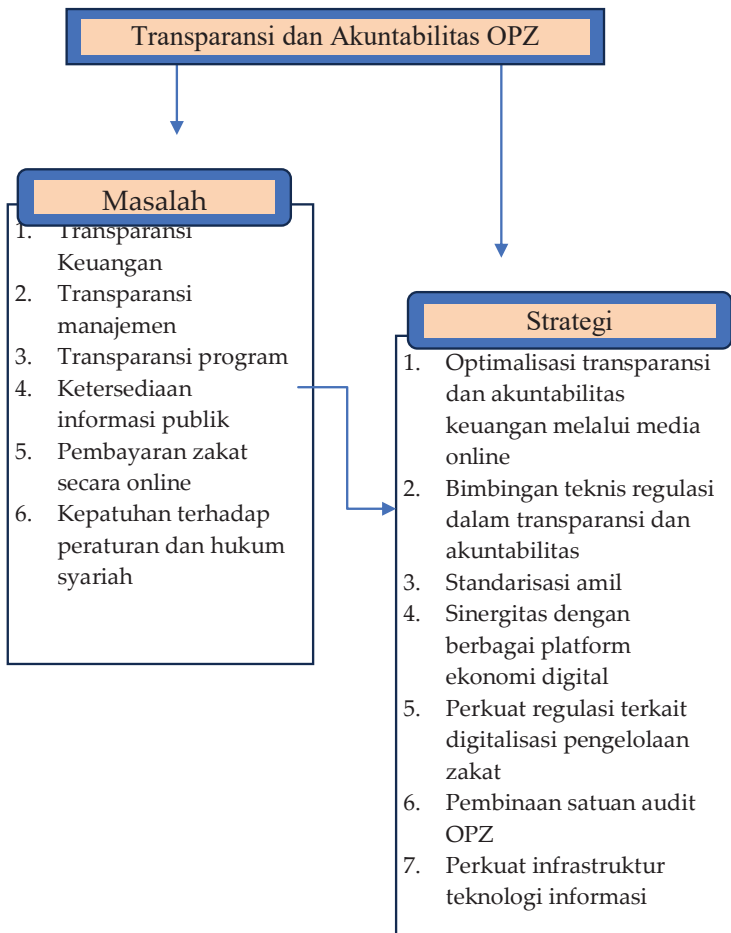 Transparansi dan Akuntabilitas OPZ
Masalah
1. Transparansi
Keuangan
2. Transparansi
manajemen
3. Transparansi program
4. Ketersediaan
informasi publik
5. Pembayaran zakat
secara online
6. Kepatuhan terhadap
peraturan dan hukum
syariah
Strategi
1. Optimalisasi transparansi
dan akuntabilitas
keuangan melalui media
online
2. Bimbingan teknis regulasi
dalam transparansi dan
akuntabilitas
3. Standarisasi amil
4. Sinergitas dengan
berbagai platform
ekonomi digital
5. Perkuat regulasi terkait
digitalisasi pengelolaan
zakat
6. Pembinaan satuan audit
OPZ
7. Perkuat infrastruktur
teknologi informasi